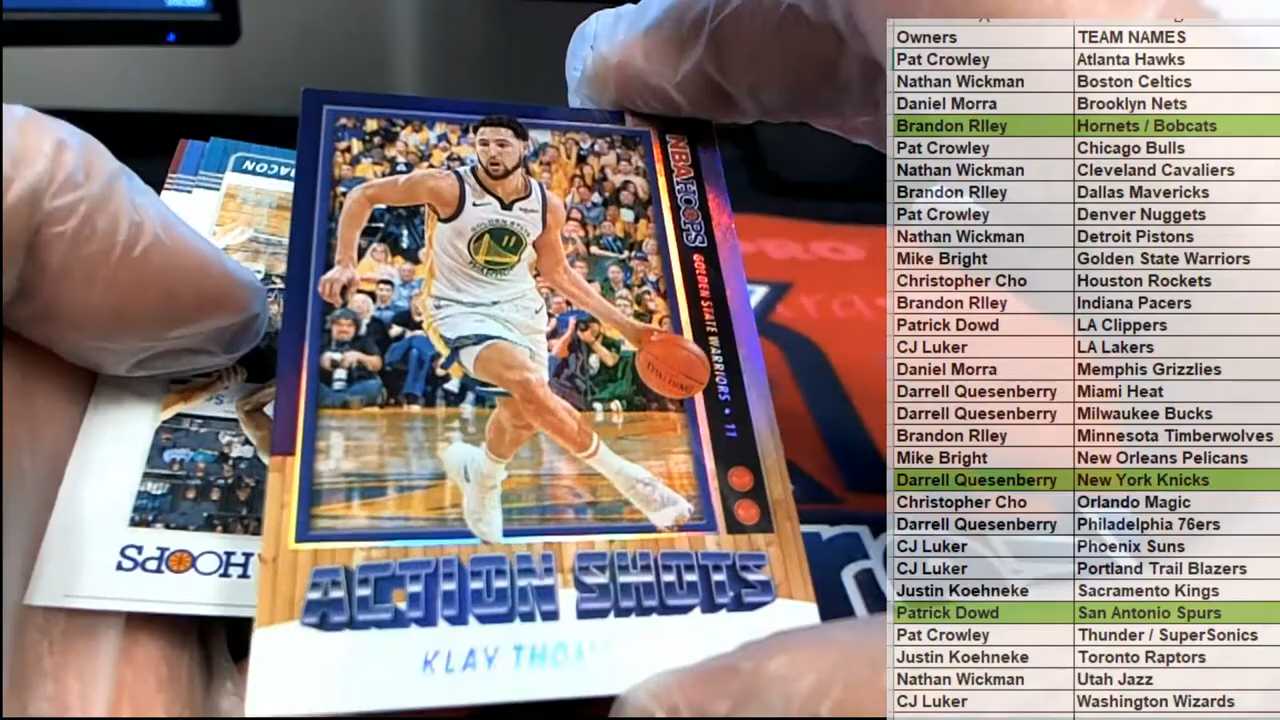 ACON
NBA HOOPS
GOLDEN STATE WARRIORS • 11
GOLDEN STATE
11
SPALDING
HOOPS
ACTION SHOTS
KLAY
PRO
Owners TEAM NAMES
Pat Crowley Atlanta Hawks
Nathan Wickman Boston Celtics
Daniel Morra Brooklyn Nets
Brandon RIley Hornets / Bobcats
Pat Crowley Chicago Bulls
Nathan Wickman Cleveland Cavaliers
Brandon RIley Dallas Mavericks
Pat Crowley Denver Nuggets
Nathan Wickman Detroit Pistons
Mike Bright Golden State Warriors
Christopher Cho Houston Rockets
Brandon RIley Indiana Pacers
Patrick Dowd LA Clippers
CJ Luker LA Lakers
Daniel Morra Memphis Grizzlies
Darrell Quesenberry Miami Heat
Darrell Quesenberry Milwaukee Bucks
Brandon RIley Minnesota Timberwolves
Mike Bright New Orleans Pelicans
Darrell Quesenberry New York Knicks
Christopher Cho Orlando Magic
Darrell Quesenberry Philadelphia 76ers
CJ Luker Phoenix Suns
CJ Luker Portland Trail Blazers
Justin Koehneke Sacramento Kings
Patrick Dowd San Antonio Spurs
Pat Crowley Thunder / SuperSonics
Justin Koehneke Toronto Raptors
Nathan Wickman Utah Jazz
CJ Luker Washington Wizards